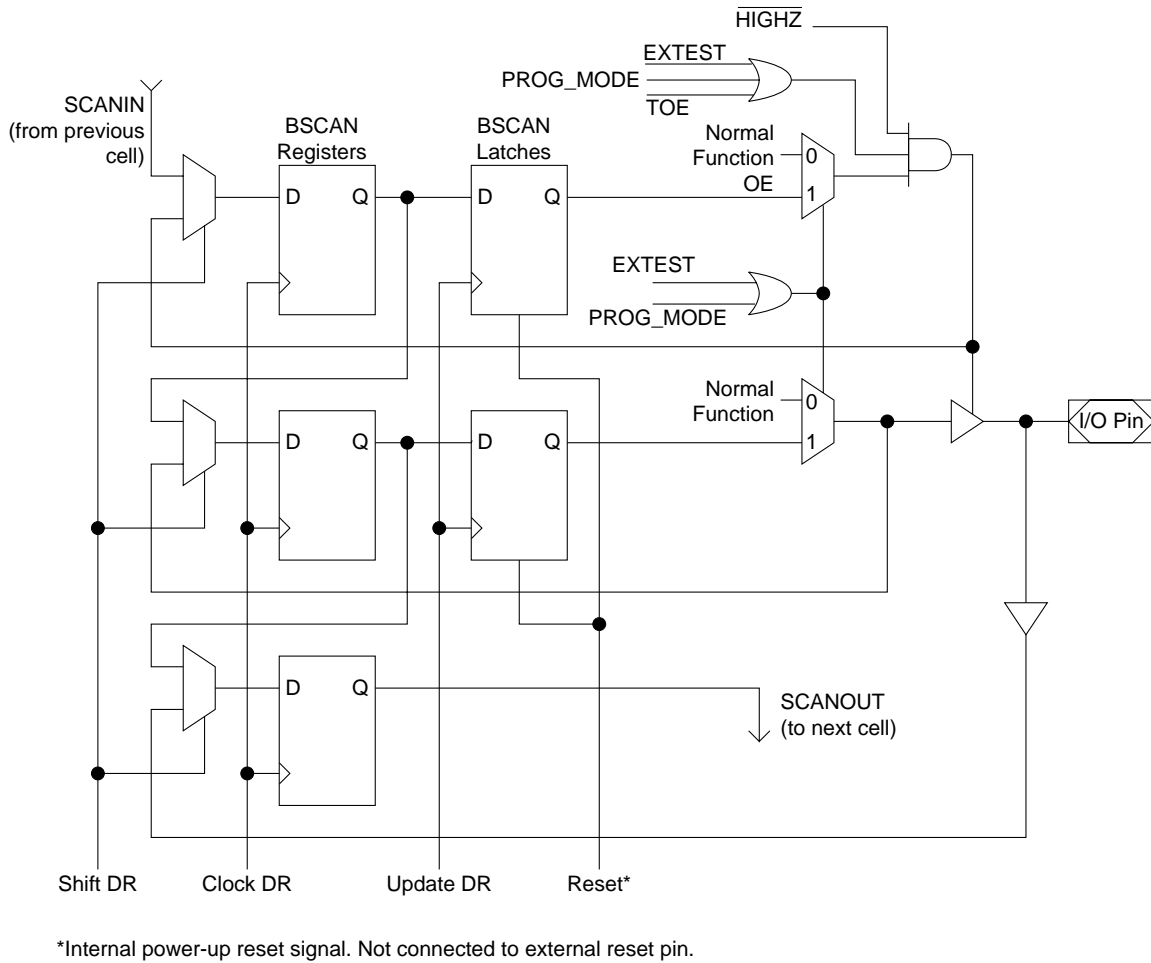 HIGHZ
EXTEST
PROG_MODE
TOE
SCANIN
(from previous
cell)
BSCAN
Registers
BSCAN
Latches
Normal
Function
OE
0
1
D Q
D Q
EXTEST
PROG_MODE
Normal
Function
0
1
I/O Pin
D Q
D Q
D Q
SCANOUT
(to next cell)
Shift DR
Clock DR
Update DR
Reset*
*Internal power-up reset signal. Not connected to external reset pin.